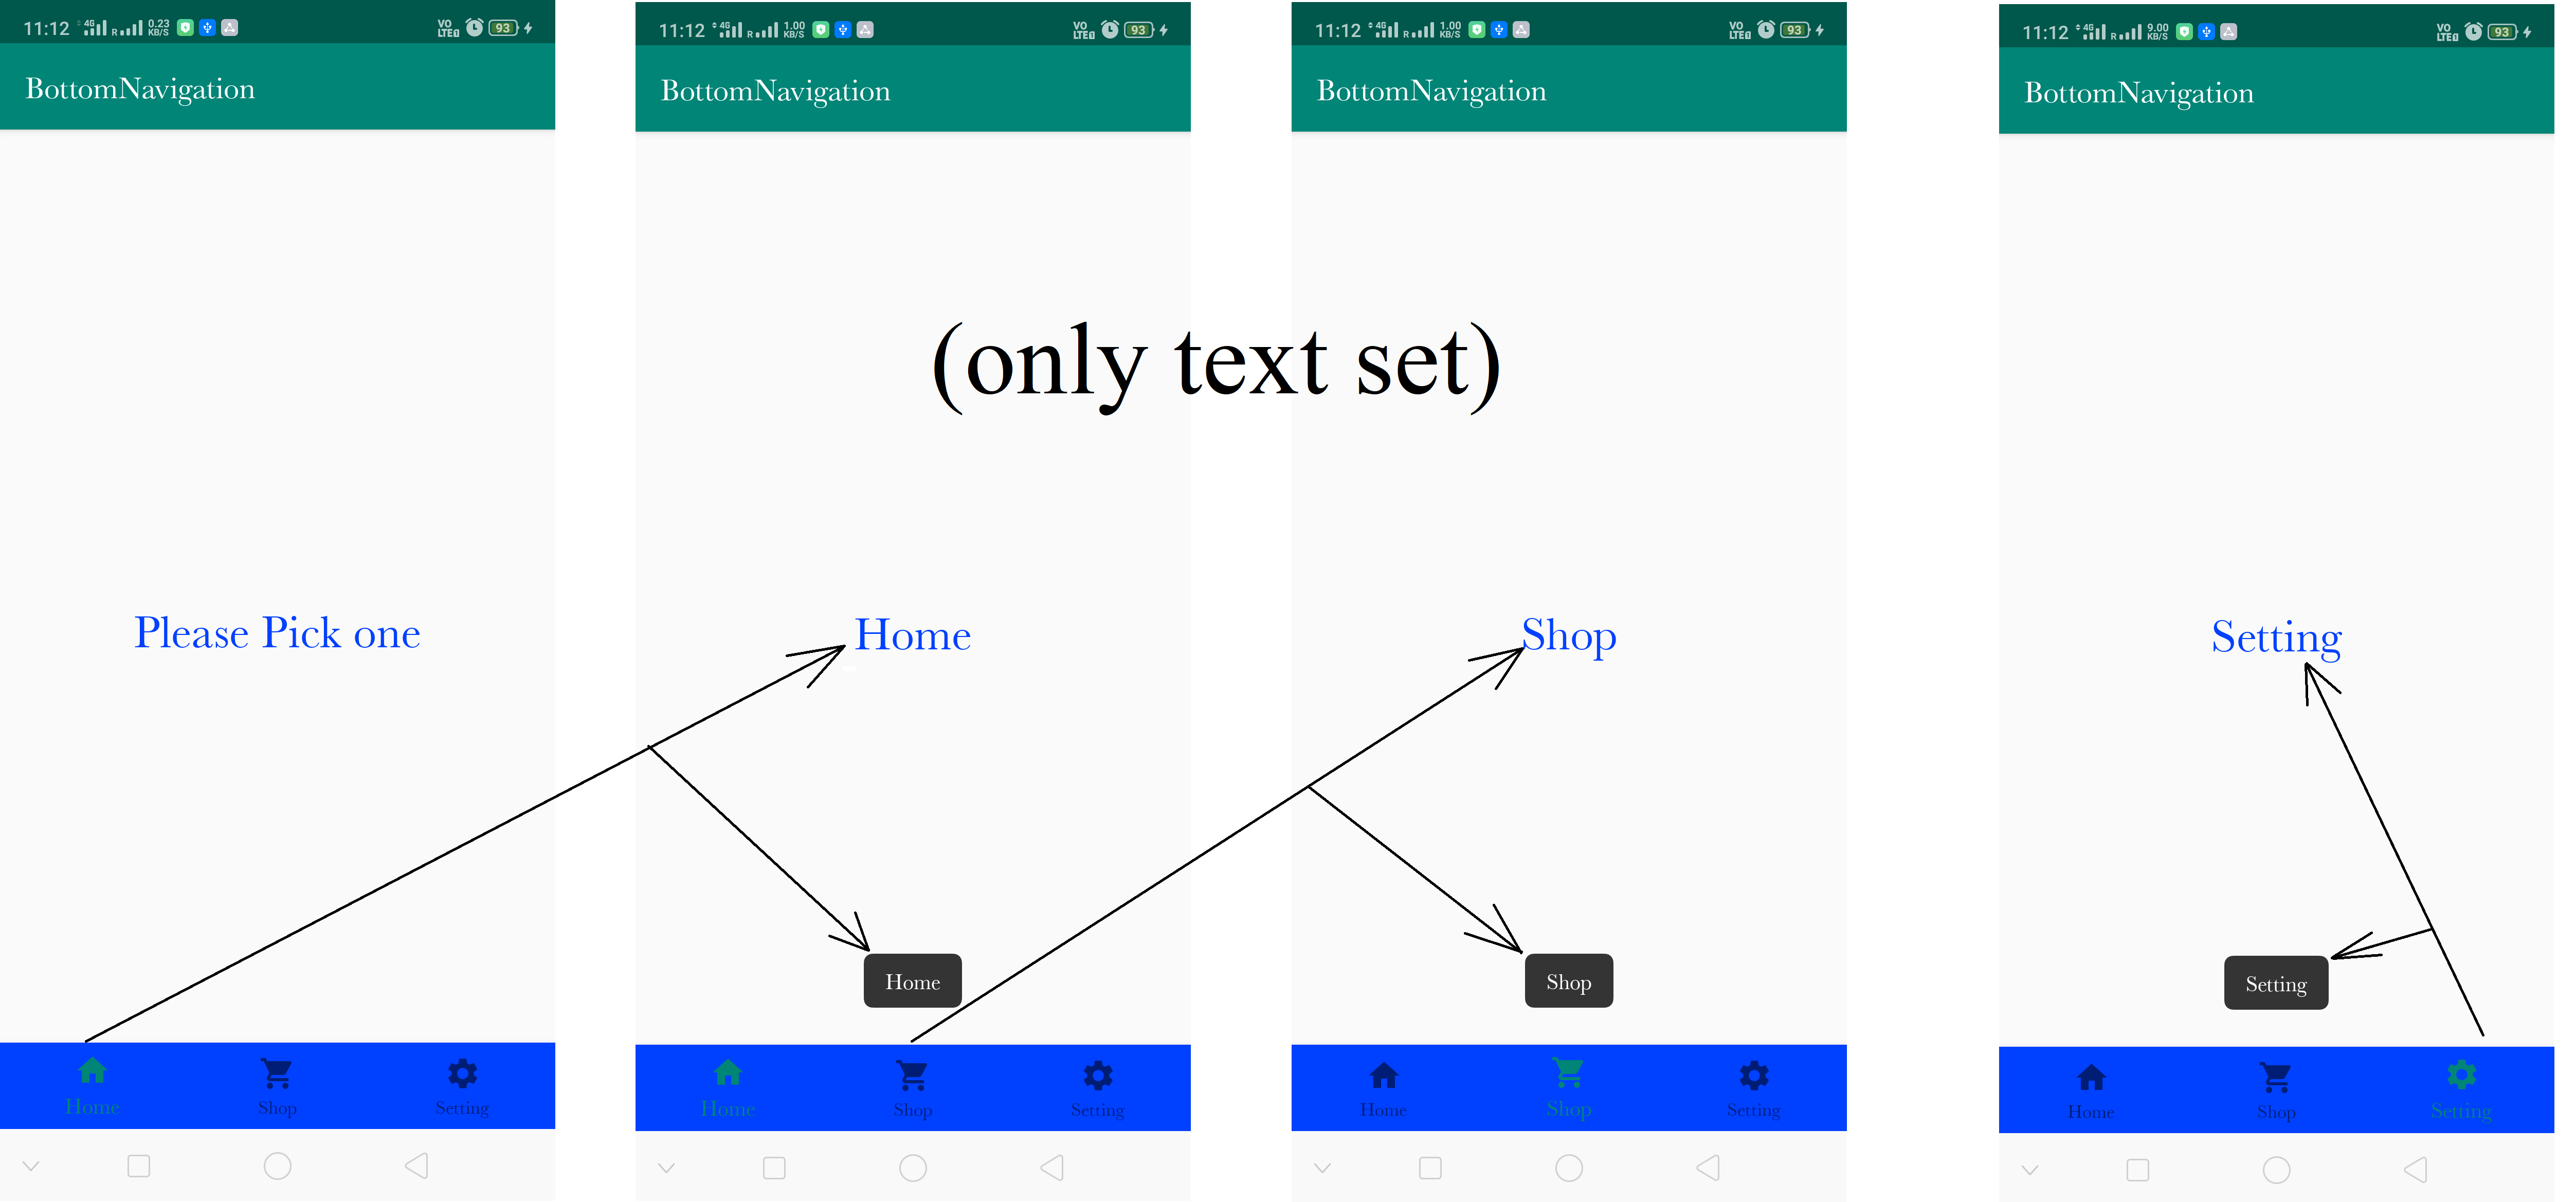 11:12 4G R 0.23 KB/S VO LTE 93
BottomNavigation
Please Pick one
Home Shop Setting
11:12 4G R 1.00 KB/S VO LTE 93
BottomNavigation
(only text set)
Home
Home
Home Shop Setting
11:12 4G R 1.00 KB/S VO LTE 93
BottomNavigation
Shop
Shop
Home Shop Setting
11:12 4G R 9.00 KB/S VO LTE 93
BottomNavigation
Setting
Setting
Home Shop Setting